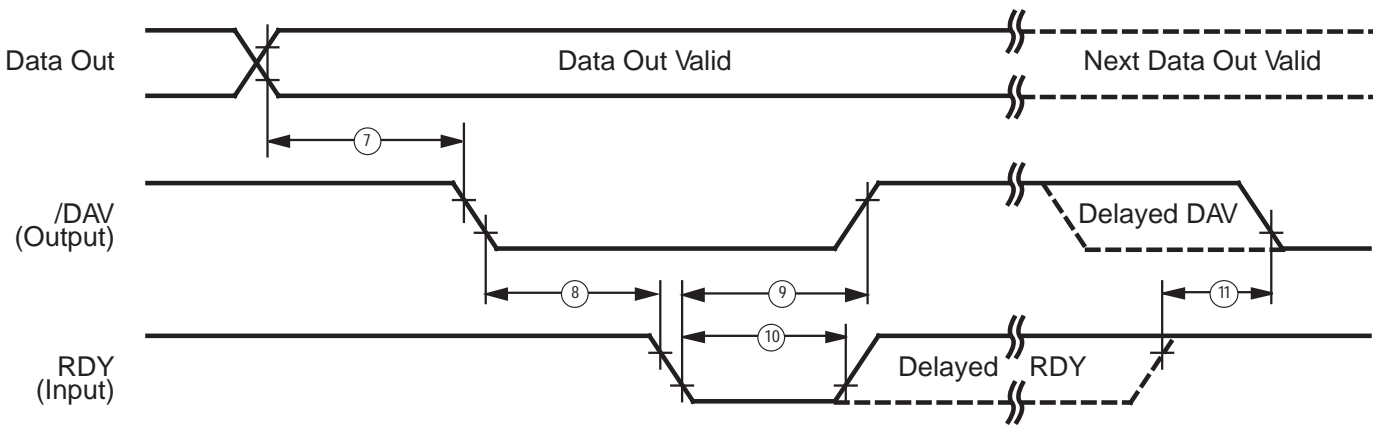 Data Out
Data Out Valid
Next Data Out Valid
7
/DAV
(Output)
Delayed DAV
8
9
11
10
RDY
(Input)
Delayed RDY